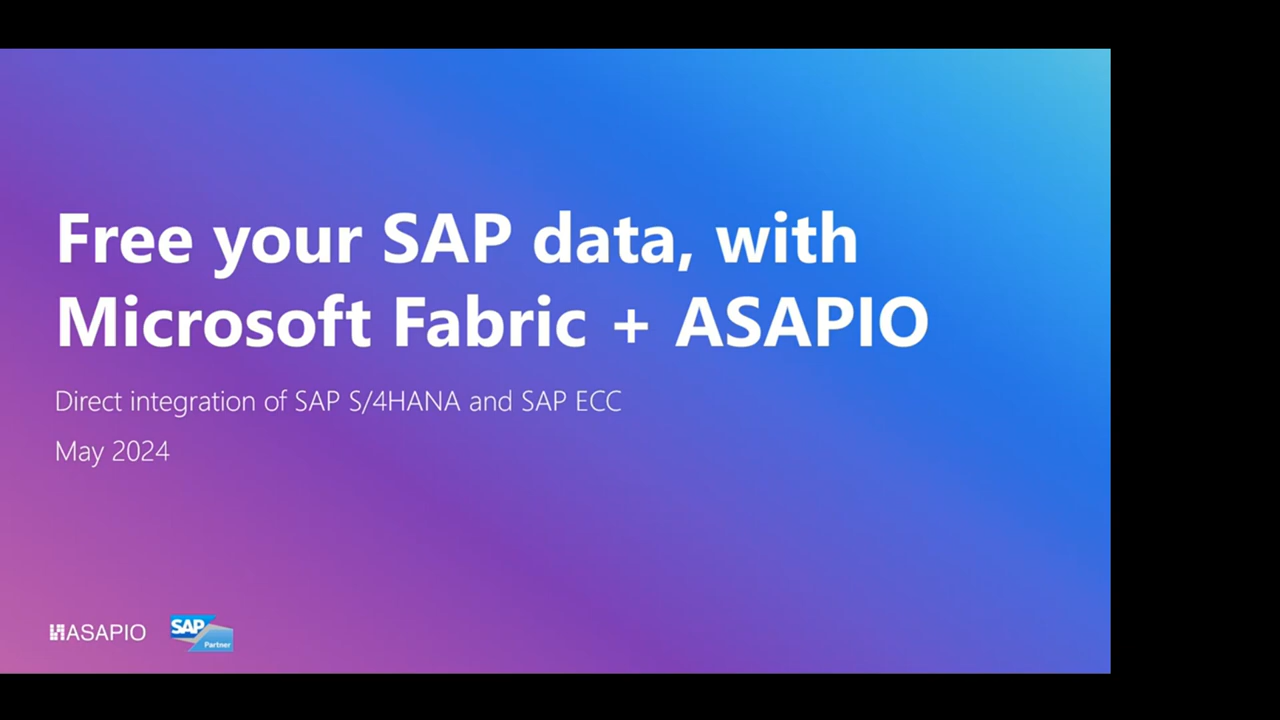 Free your SAP data, with
Microsoft Fabric + ASAPIO
Direct integration of SAP S/4HANA and SAP ECC
May 2024
ASAPIO
SAP
Partner